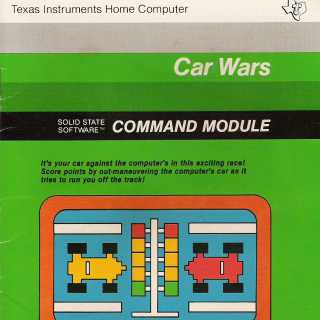 Texas Instruments Home Computer
Car Wars
SOLID STATE
SOFTWARE™
COMMAND MODULE
It's your car against the computer's in this exciting race!
Score points by out-maneuvering the computer's car as it
tries to run you off the track!